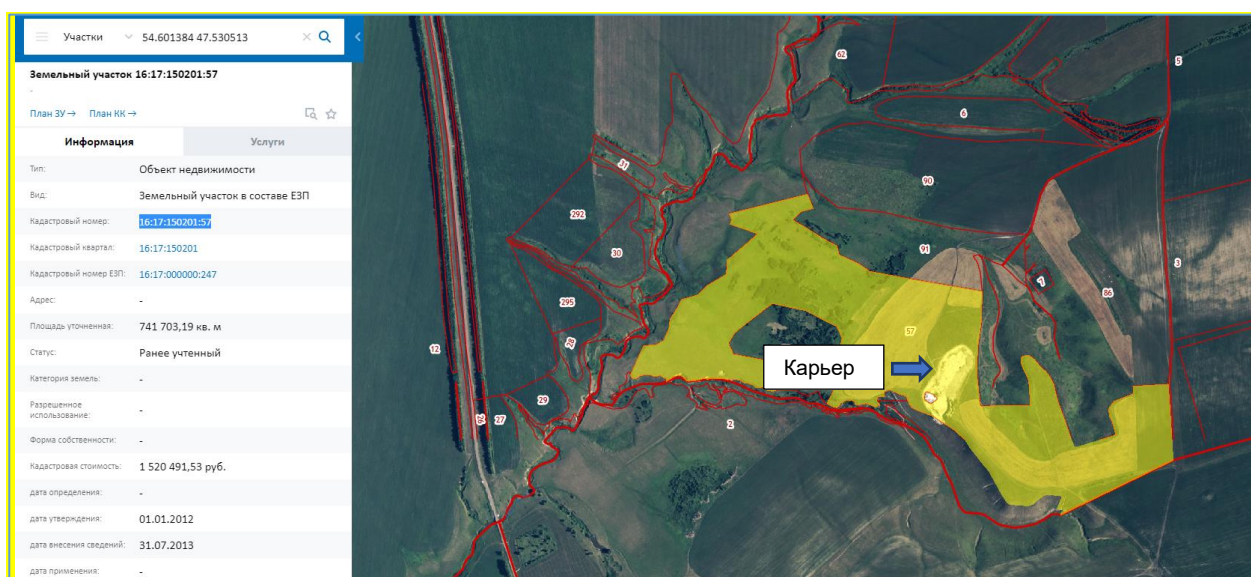 Участки 54.601384 47.530513
Земельный участок 16:17:150201:57
-
План ЗУ → План КК →
Информация Услуги
Тип: Объект недвижимости
Вид: Земельный участок в составе ЕЗП
Кадастровый номер: 16:17:150201:57
Кадастровый квартал: 16:17:150201
Кадастровый номер ЕЗП: 16:17:000000:247
Адрес: -
Площадь уточненная: 741 703,19 кв. м
Статус: Ранее учтенный
Категория земель: -
Разрешенное
использование: -
Форма собственности: -
Кадастровая стоимость: 1 520 491,53 руб.
дата определения: -
дата утверждения: 01.01.2012
дата внесения сведений: 31.07.2013
дата применения: -
62
5
6
31
90
292
30
91
3
7
86
295
57
28
12
Карьер
29
26
27
2